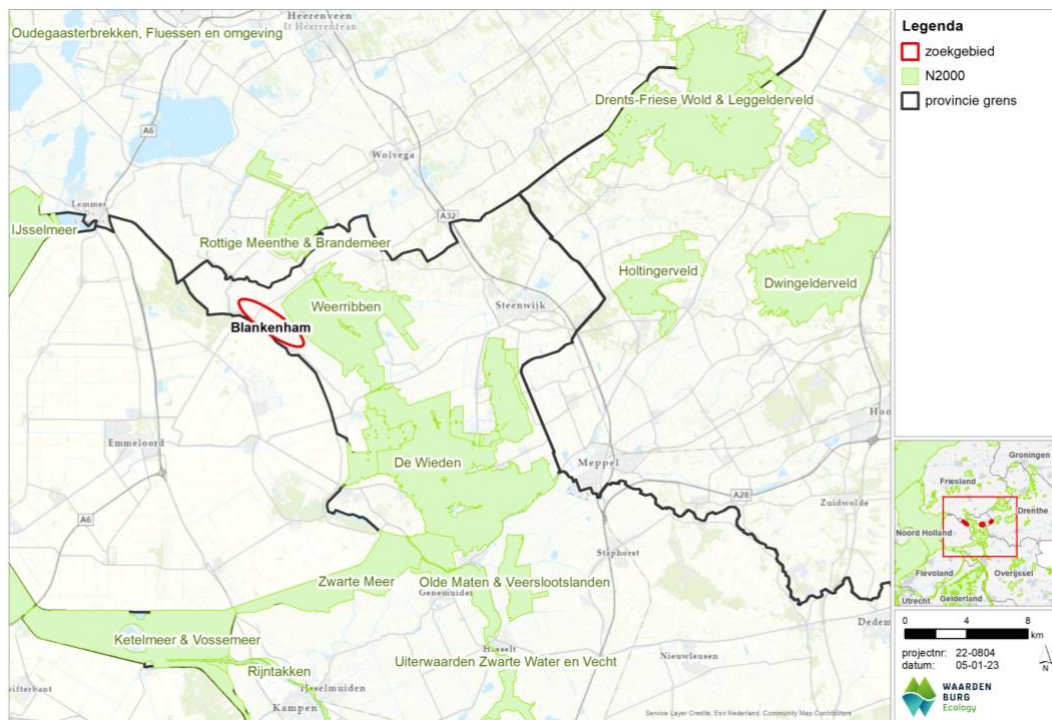 Oudegaasterbrekken, Fluessen en omgeving
Heerenveen
It Hearrenfean
A6
Drents-Friese Wold & Leggelderveld
Wolvega
Lemmer
A32
IJsselmeer
Rottige Meenthe & Brandemeer
Holtingerveld
Dwingelderveld
Weerribben
Steenwijk
Blankenham
Hoo
Emmeloord
De Wieden
Meppel
A28
Zuidwolde
A6
Staphorst
Zwarte Meer
Olde Maten & Veerslootslanden
Genemuiden
Dedem
Ketelmeer & Vossemeer
Hasselt
Uiterwaarden Zwarte Water en Vecht
Nieuwleusen
Rijntakken
IJsselmuiden
Kampen
Service Layer Credits: Esri Nederland, Community Map Contributors
Legenda
zoekgebied
N2000
provincie grens
Groningen
Friesland
Drenthe
Noord Holland
Flevoland
Overijssel
Utrecht
Gelderland
0 4 8
km
projectnr: 22-0804
datum: 05-01-23
N
WAARDEN
BURG
Ecology